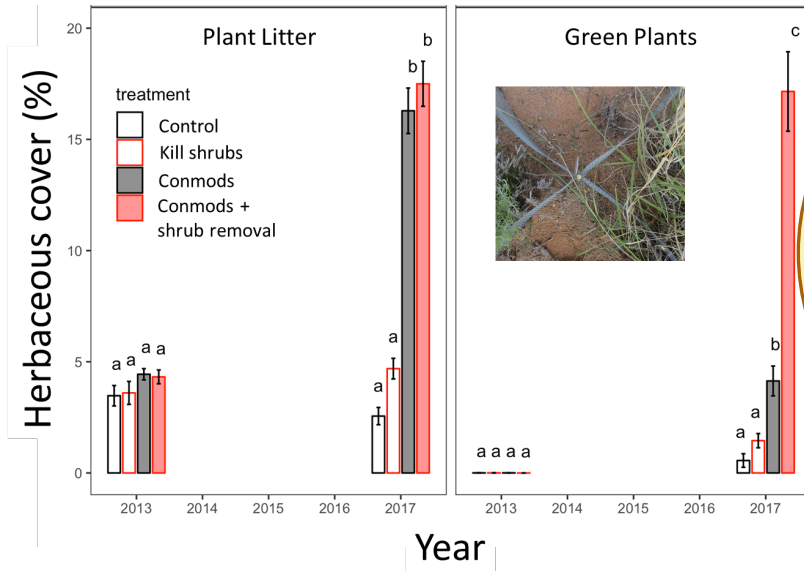 Plant Litter
Green Plants
Herbaceous cover (%)
20
15
10
5
0
treatment
Control
Kill shrubs
Conmods
Conmods +
shrub removal
a a a a
a a b b
a a a a
a a b c
2013 2014 2015 2016 2017
2013 2014 2015 2016 2017
Year